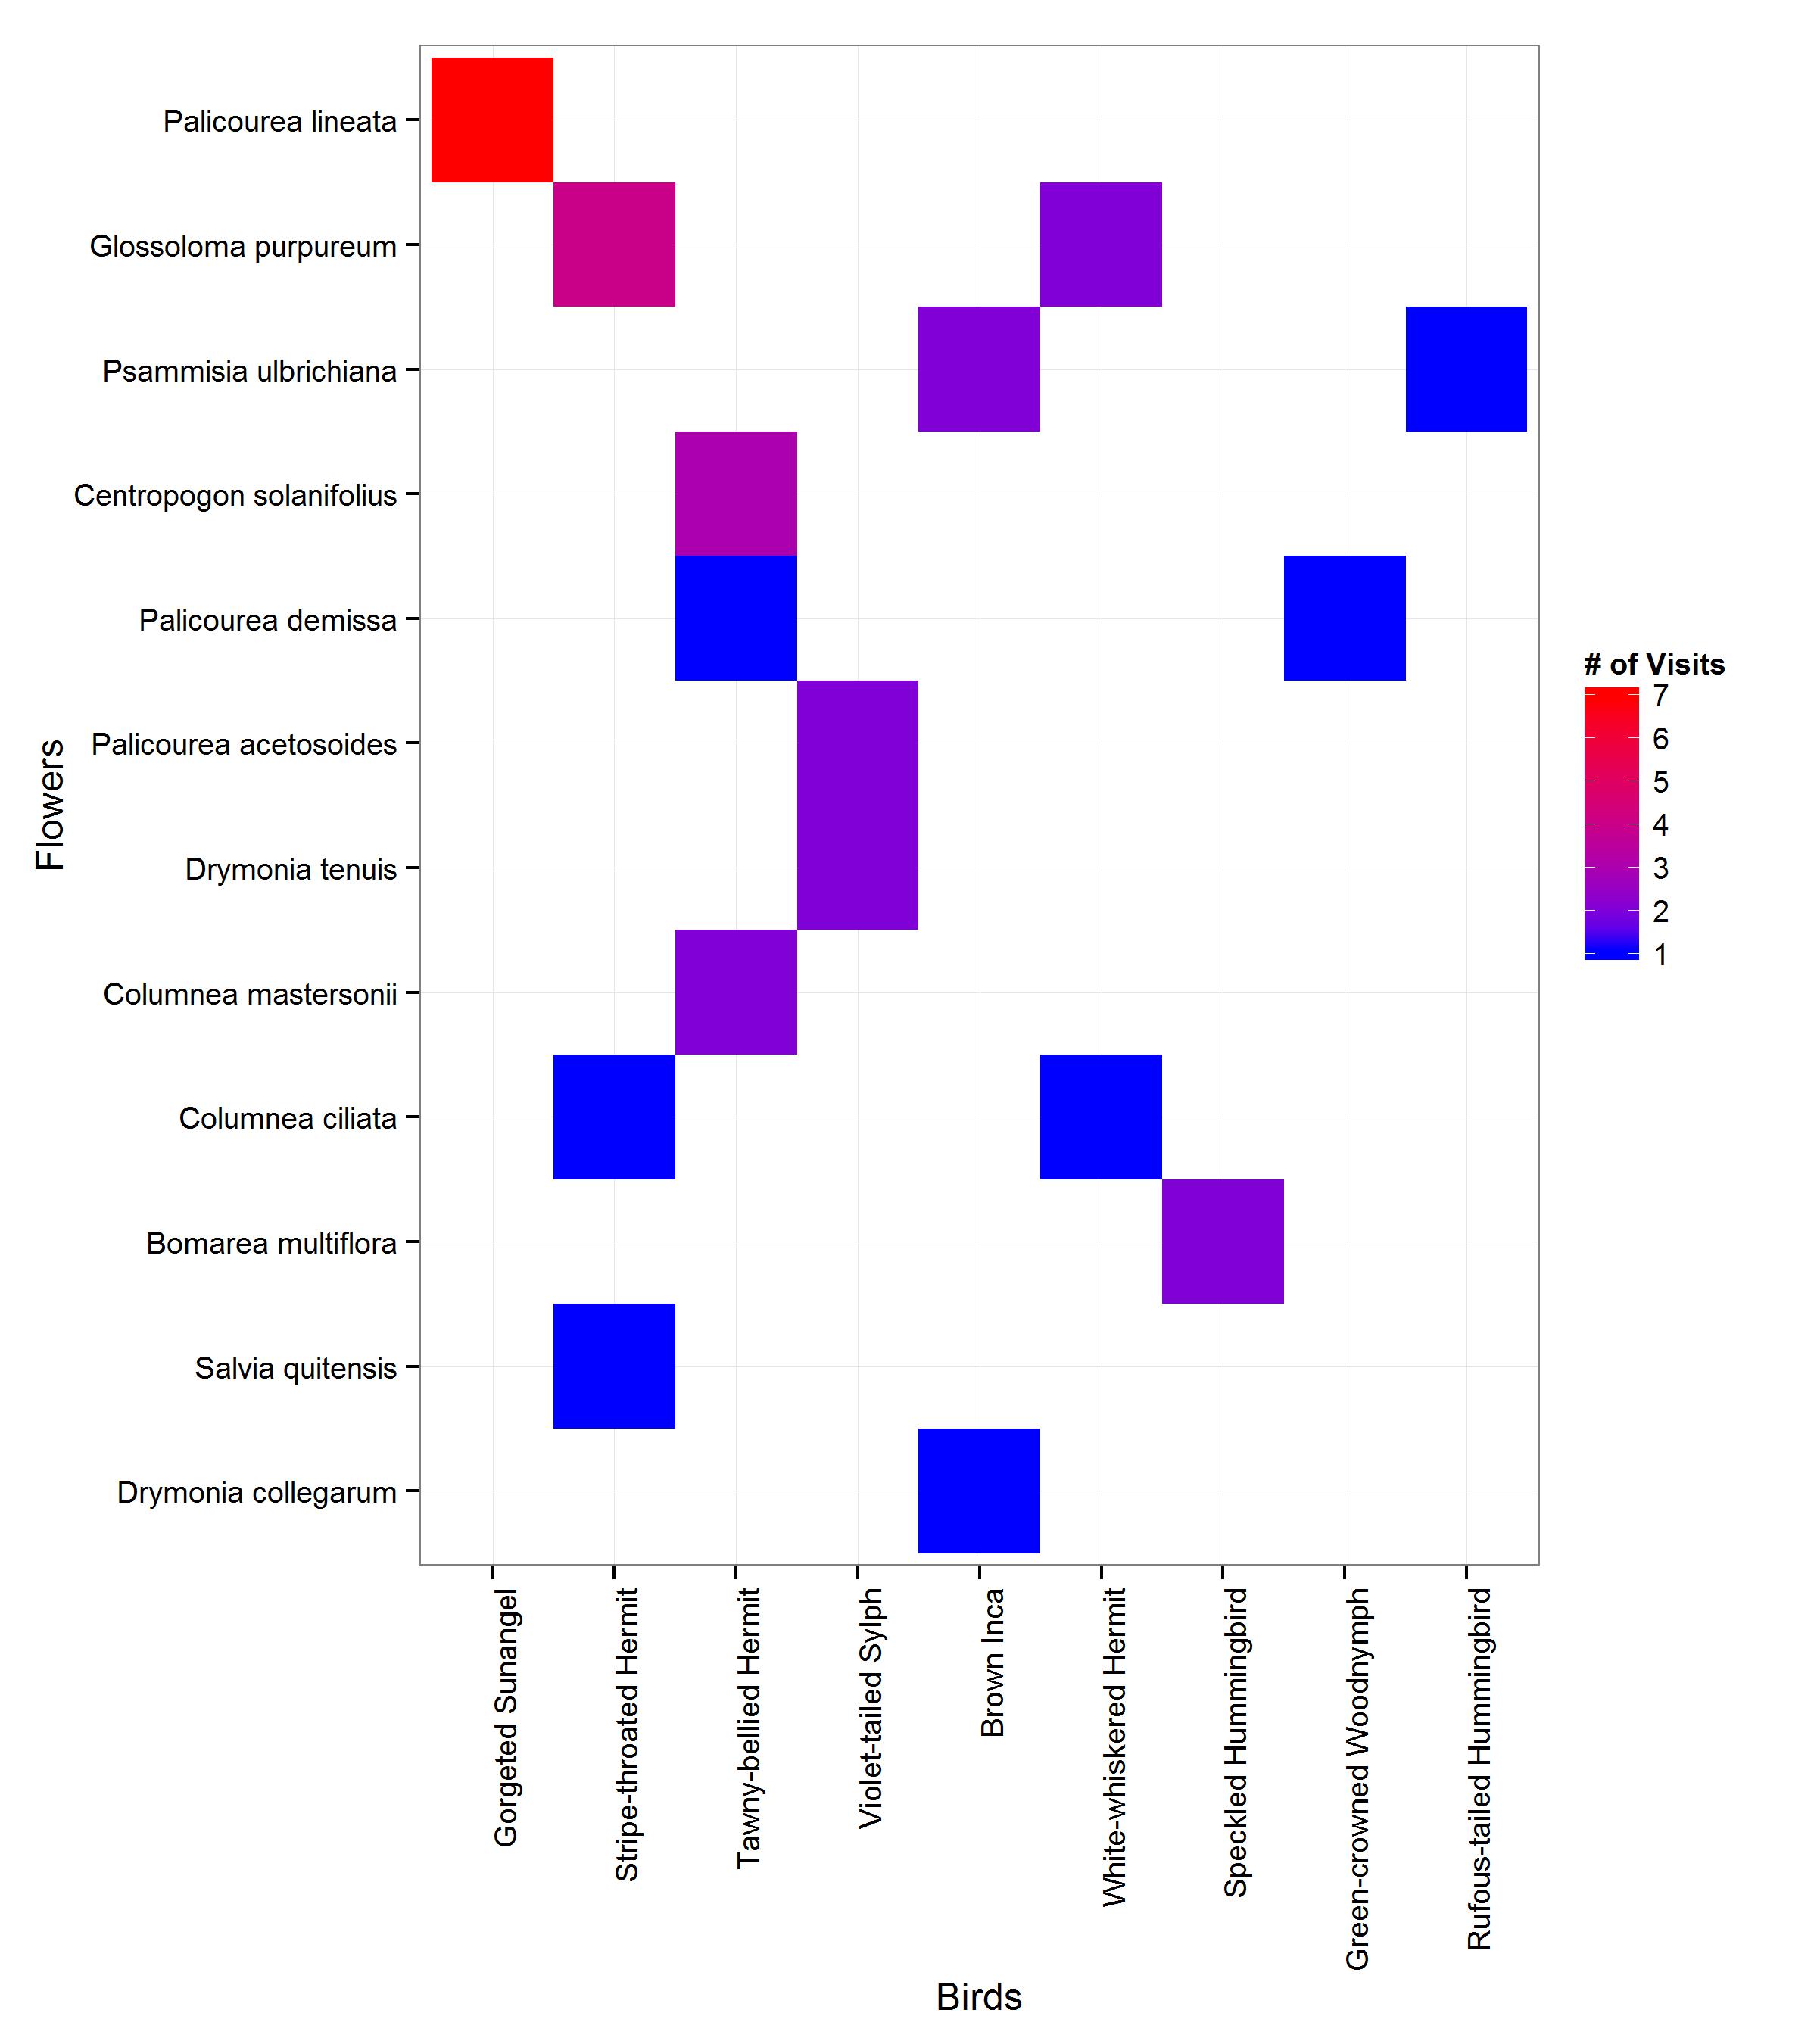 Palicourea lineata
Glossoloma purpureum
Psammisia ulbrichiana
Centropogon solanifolius
Palicourea demissa
Palicourea acetosoides
Drymonia tenuis
Columnea mastersonii
Columnea ciliata
Bomarea multiflora
Salvia quitensis
Drymonia collegarum
Flowers
Gorgeted Sunangel
Stripe-throated Hermit
Tawny-bellied Hermit
Violet-tailed Sylph
Brown Inca
White-whiskered Hermit
Speckled Hummingbird
Green-crowned Woodnymph
Rufous-tailed Hummingbird
Birds
# of Visits
7
6
5
4
3
2
1